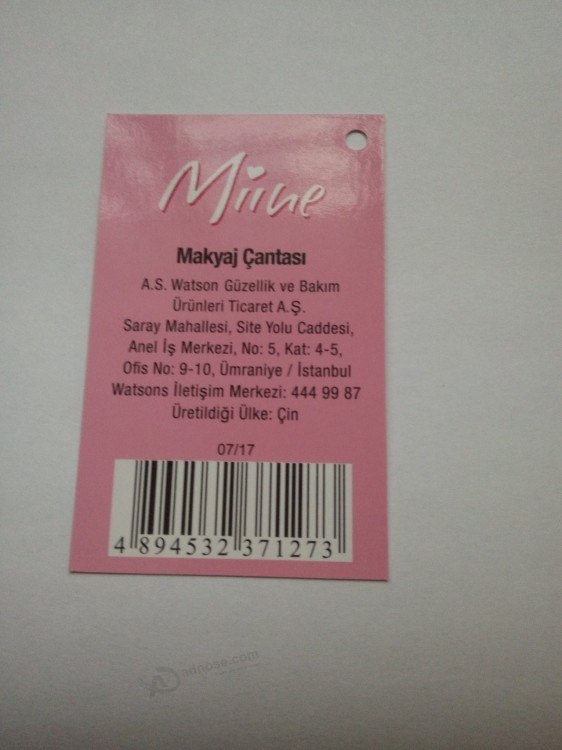 Miine
Makyaj Çantası
A.S. Watson Güzellik ve Bakım
Ürünleri Ticaret A.Ş.
Saray Mahallesi, Site Yolu Caddesi,
Anel İş Merkezi, No: 5, Kat: 4-5,
Ofis No: 9-10, Ümraniye / İstanbul
Watsons İletişim Merkezi: 444 99 87
Üretildiği Ülke: Çin
07/17
4 894532 371273